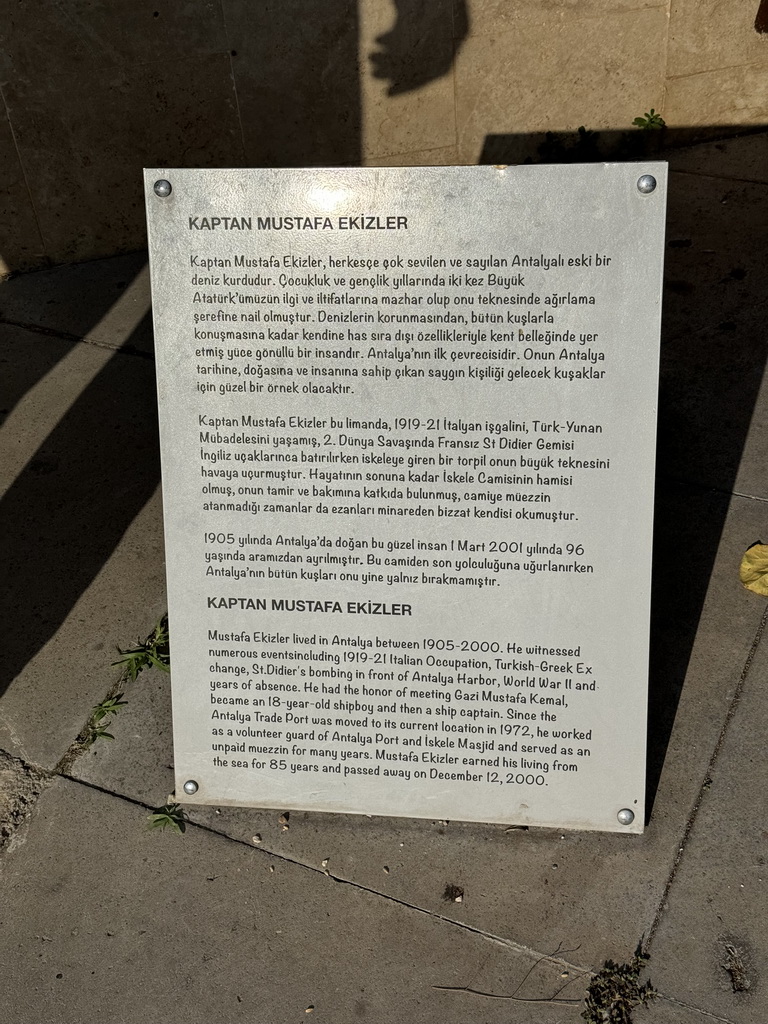 KAPTAN MUSTAFA EKİZLER
Kaptan Mustafa Ekizler, herkesçe çok sevilen ve sayılan Antalyalı eski bir
deniz kurdudur. Çocukluk ve gençlik yıllarında iki kez Büyük
Atatürk'ümüzün ilgi ve iltifatlarına mazhar olup onu teknesinde ağırlama
şerefine nail olmuştur. Denizlerin korunmasından, bütün kuşlarla
konuşmasına kadar kendine has sıra dışı özellikleriyle kent belleğinde yer
etmiş yüce gönüllü bir insandır. Antalya'nın ilk çevrecisidir. Onun Antalya
tarihine, doğasına ve insanına sahip çıkan saygın kişiliği gelecek kuşaklar
için güzel bir örnek olacaktır.
Kaptan Mustafa Ekizler bu limanda, 1919-21 İtalyan işgalini, Türk-Yunan
Mübadelesini yaşamış, 2. Dünya Savaşında Fransız St Didier Gemisi
İngiliz uçaklarınca batırılırken iskeleye giren bir torpil onun büyük teknesini
havaya uçurmuştur. Hayatının sonuna kadar İskele Camisinin hamisi
olmuş, onun tamir ve bakımına katkıda bulunmuş, camiye müezzin
atanmadığı zamanlar da ezanları minareden bizzat kendisi okumuştur.
1905 yılında Antalya'da doğan bu güzel insan 1 Mart 2001 yılında 96
yaşında aramızdan ayrılmıştır. Bu camiden son yolculuğuna uğurlanırken
Antalya'nın bütün kuşları onu yine yalnız bırakmamıştır.
KAPTAN MUSTAFA EKİZLER
Mustafa Ekizler lived in Antalya between 1905-2000. He witnessed
numerous eventsincluding 1919-21 Italian Occupation, Turkish-Greek Ex
change, St.Didier's bombing in front of Antalya Harbor, World War II and
years of absence. He had the honor of meeting Gazi Mustafa Kemal,
became an 18-year-old shipboy and then a ship captain. Since the
Antalya Trade Port was moved to its current location in 1972, he worked
as a volunteer guard of Antalya Port and İskele Masjid and served as an
unpaid muezzin for many years. Mustafa Ekizler earned his living from
the sea for 85 years and passed away on December 12, 2000.